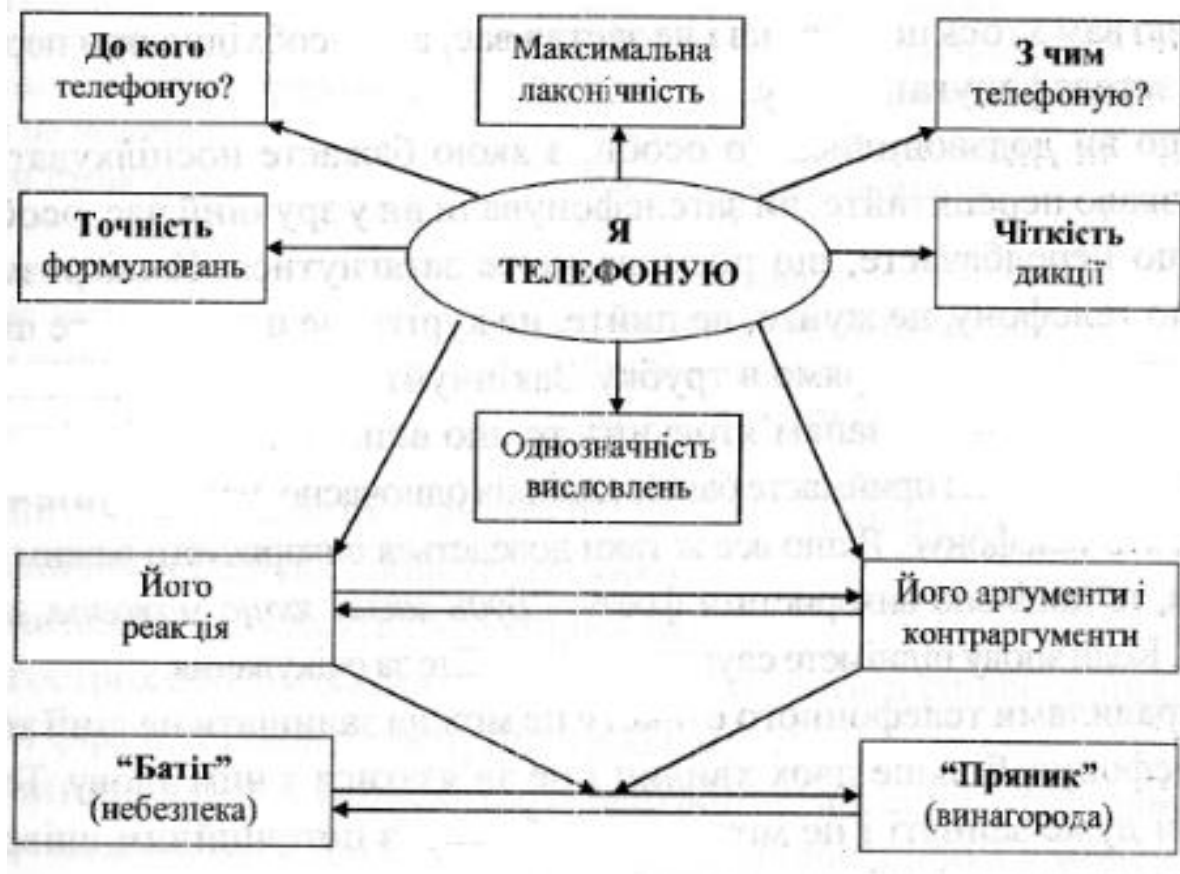 До кого
телефоную?
Максимальна
лаконічність
З чим
телефоную?
Точність
формулювань
Я
ТЕЛЕФОНУЮ
Чіткість
дикції
Однозначність
висловлень
Його
реакція
Його аргументи і
контраргументи
“Батіг”
(небезпека)
“Пряник”
(винагорода)